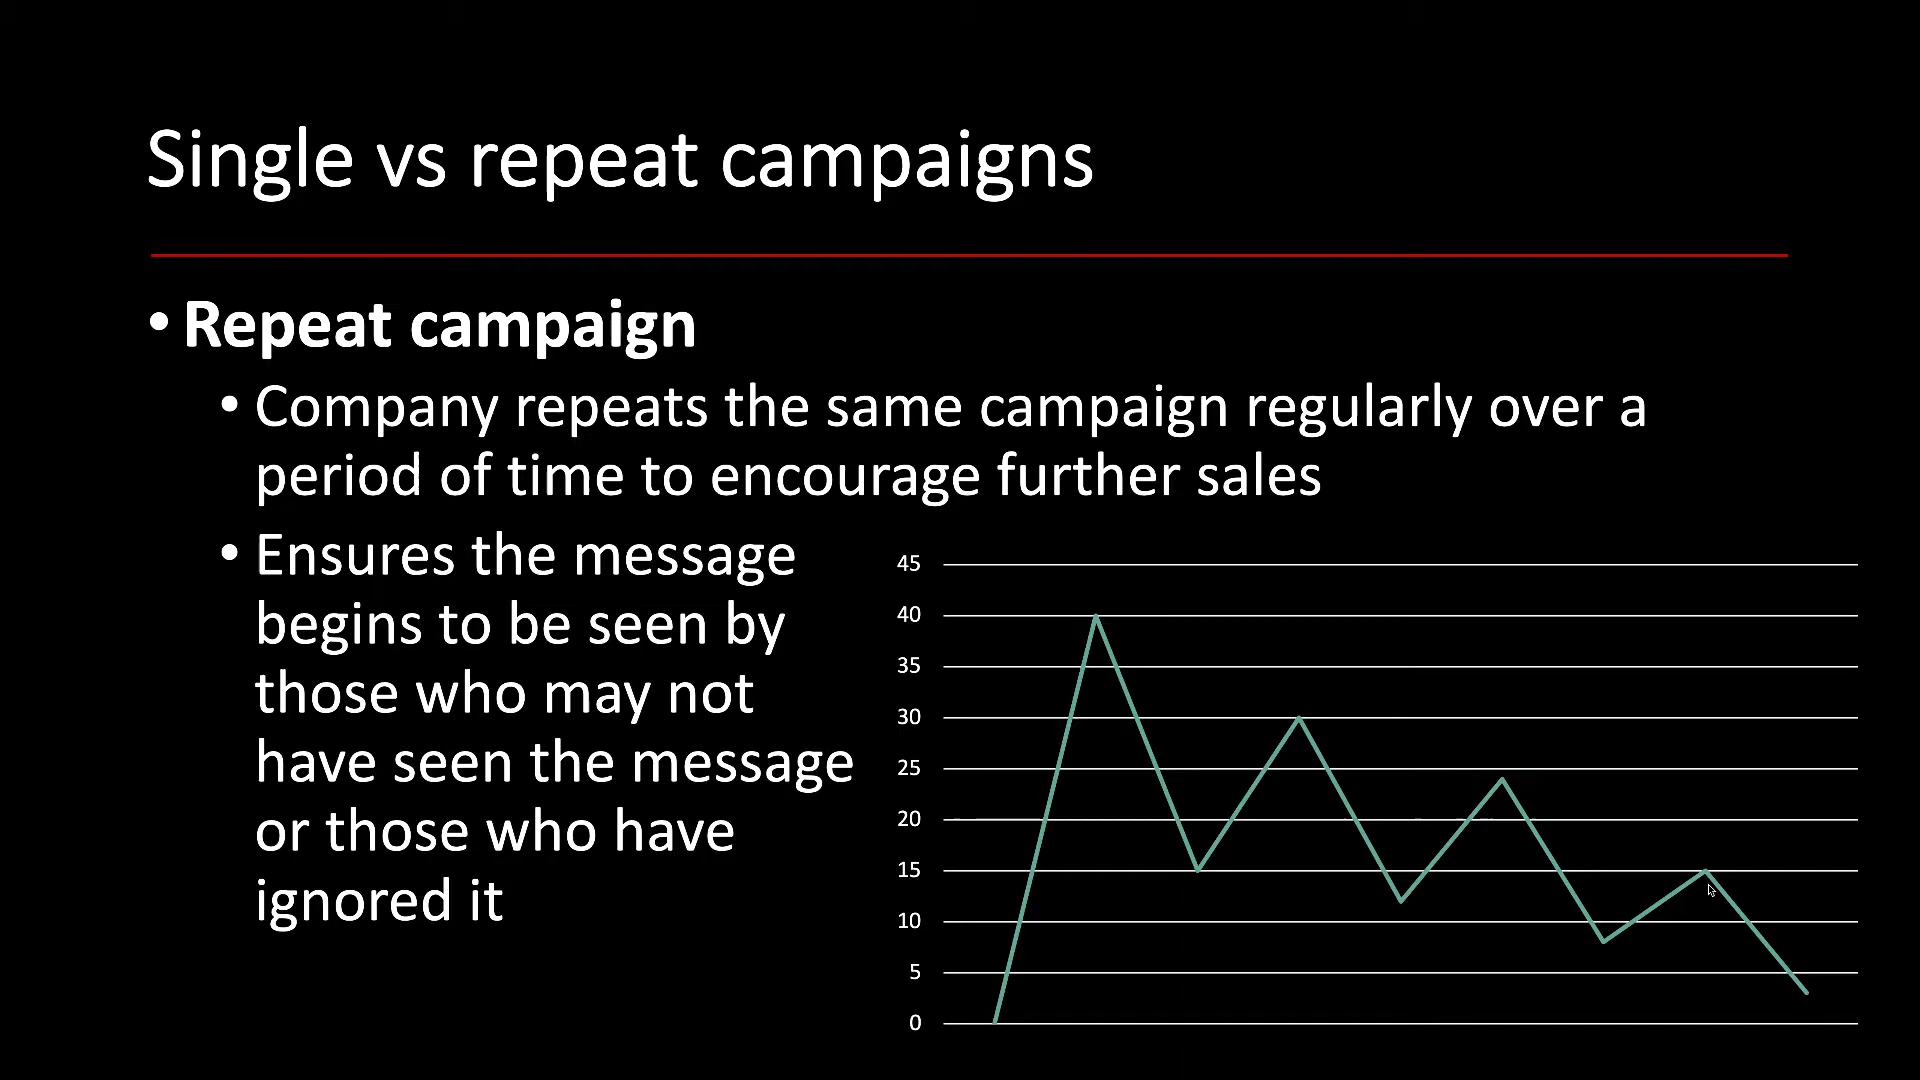 Single vs repeat campaigns
• Repeat campaign
• Company repeats the same campaign regularly over a
period of time to encourage further sales
• Ensures the message
begins to be seen by
those who may not
have seen the message
or those who have
ignored it
45
40
35
30
25
20
15
10
5
0